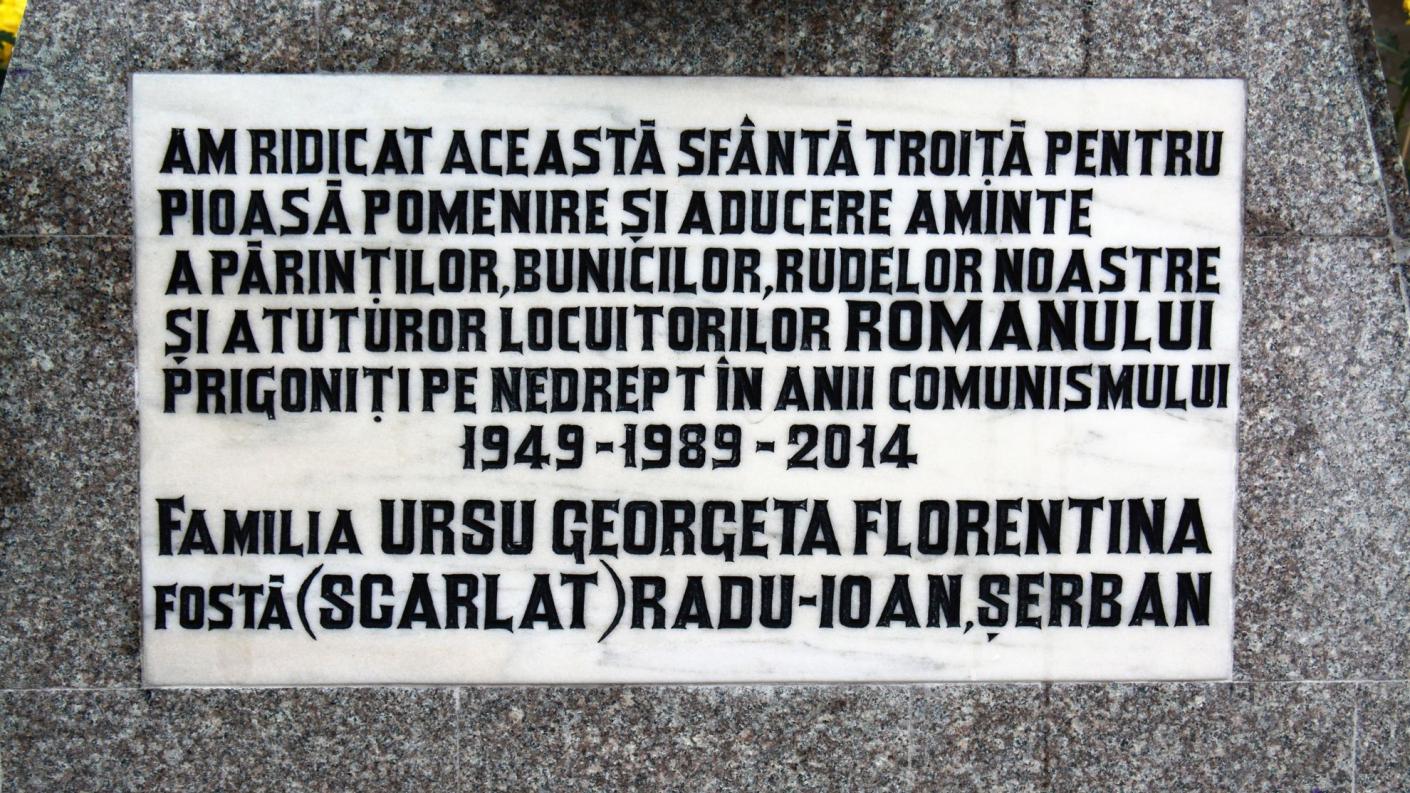 AM RIDICAT ACEASTĂ SFÂNTĂ TROIȚĂ PENTRU
PIOASĂ POMENIRE ȘI ADUCERE AMINTE
A PĂRINȚILOR, BUNICILOR, RUDELOR NOASTRE
ȘI A TUTUROR LOCUITORILOR ROMANULUI
PRIGONIȚI PE NEDREPT ÎN ANII COMUNISMULUI
1949-1989-2014
FAMILIA URSU GEORGETA FLORENTINA
FOSTĂ (SCARLAT) RADU-IOAN, ȘERBAN